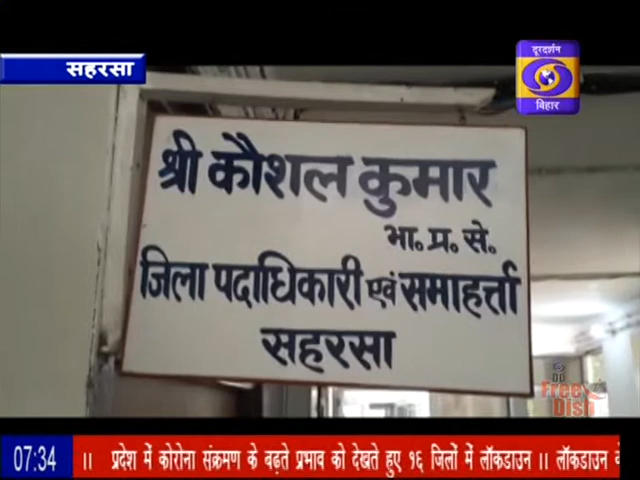 दूरदर्शन
बिहार
सहरसा
श्री कौशल कुमार
भा. प्र. से.
जिला पदाधिकारी एवं समाहर्त्ता
सहरसा
DD
Free
Dish
07:34 ।। प्रदेश में कोरोना संक्रमण के बढ़ते प्रभाव को देखते हुए १६ जिलों में लॉकडाउन ।। लॉकडाउन